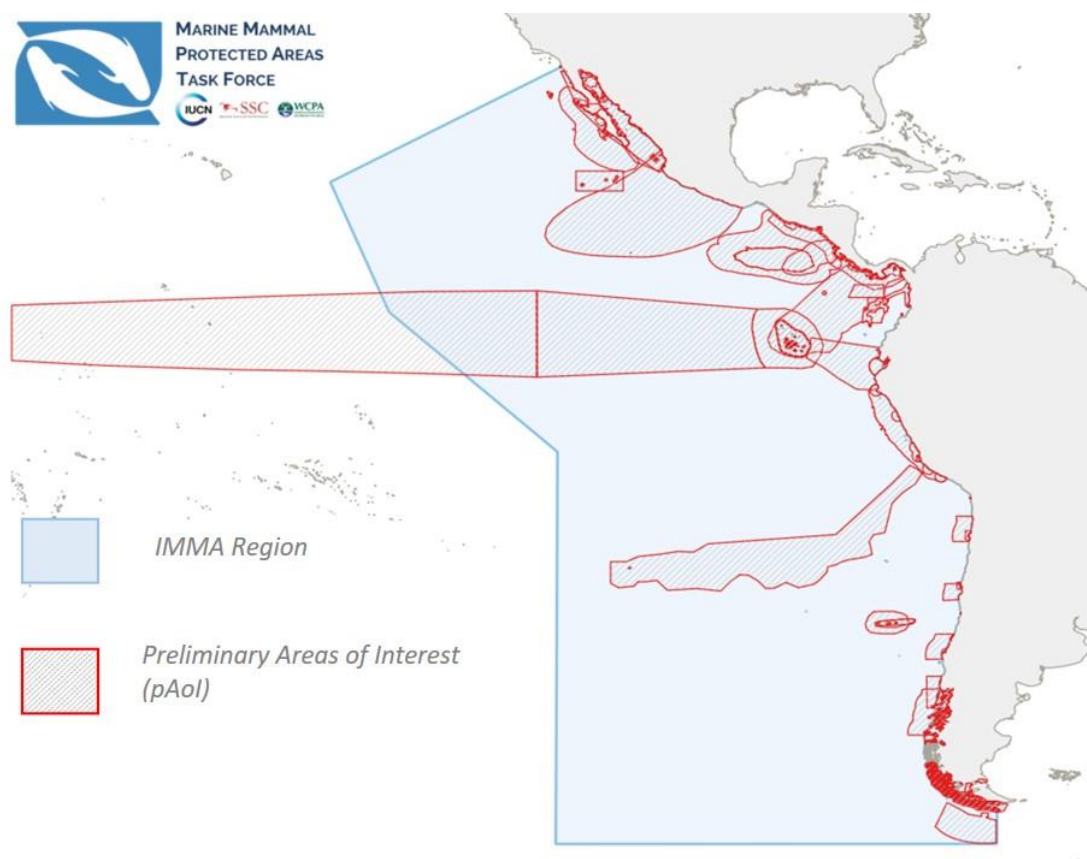 MARINE MAMMAL
PROTECTED AREAS
TASK FORCE
IUCN SSC WCPA
IMMA Region
Preliminary Areas of Interest
(pAoI)